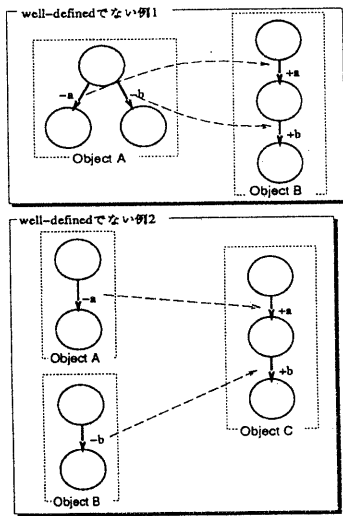 well-definedでない例1
-a
-b
Object A
+a
+b
Object B
well-definedでない例2
-a
Object A
-b
Object B
+a
+b
Object C